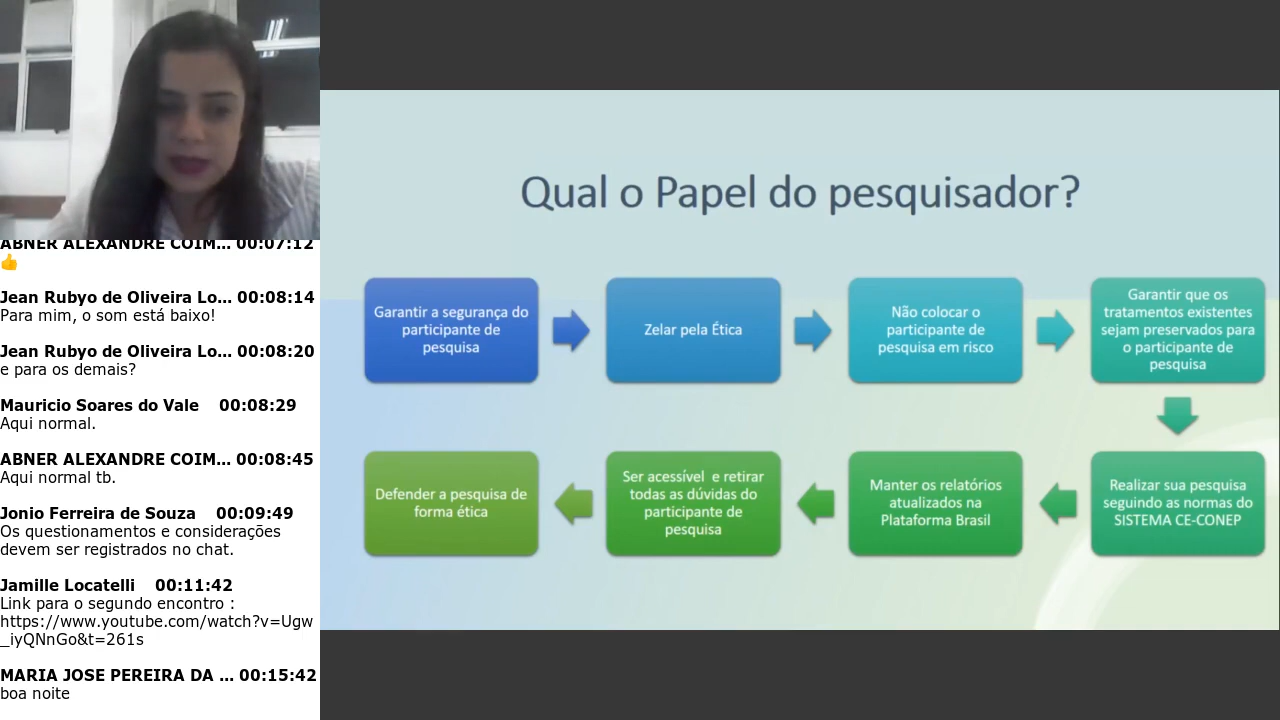 ABNER ALEXANDRE COIM... 00:07:12
👍
Jean Rubyo de Oliveira Lo... 00:08:14
Para mim, o som está baixo!
Jean Rubyo de Oliveira Lo... 00:08:20
e para os demais?
Mauricio Soares do Vale 00:08:29
Aqui normal.
ABNER ALEXANDRE COIM... 00:08:45
Aqui normal tb.
Jonio Ferreira de Souza 00:09:49
Os questionamentos e considerações
devem ser registrados no chat.
Jamille Locatelli 00:11:42
Link para o segundo encontro :
https://www.youtube.com/watch?v=Ugw
_iyQNnGo&t=261s
MARIA JOSE PEREIRA DA ... 00:15:42
boa noite
Qual o Papel do pesquisador?
Garantir a segurança do
participante de
pesquisa
Zelar pela Ética
Não colocar o
participante de
pesquisa em risco
Garantir que os
tratamentos existentes
sejam preservados para
o participante de
pesquisa
Realizar sua pesquisa
seguindo as normas do
SISTEMA CE-CONEP
Manter os relatórios
atualizados na
Plataforma Brasil
Ser acessível e retirar
todas as dúvidas do
participante de
pesquisa
Defender a pesquisa de
forma ética